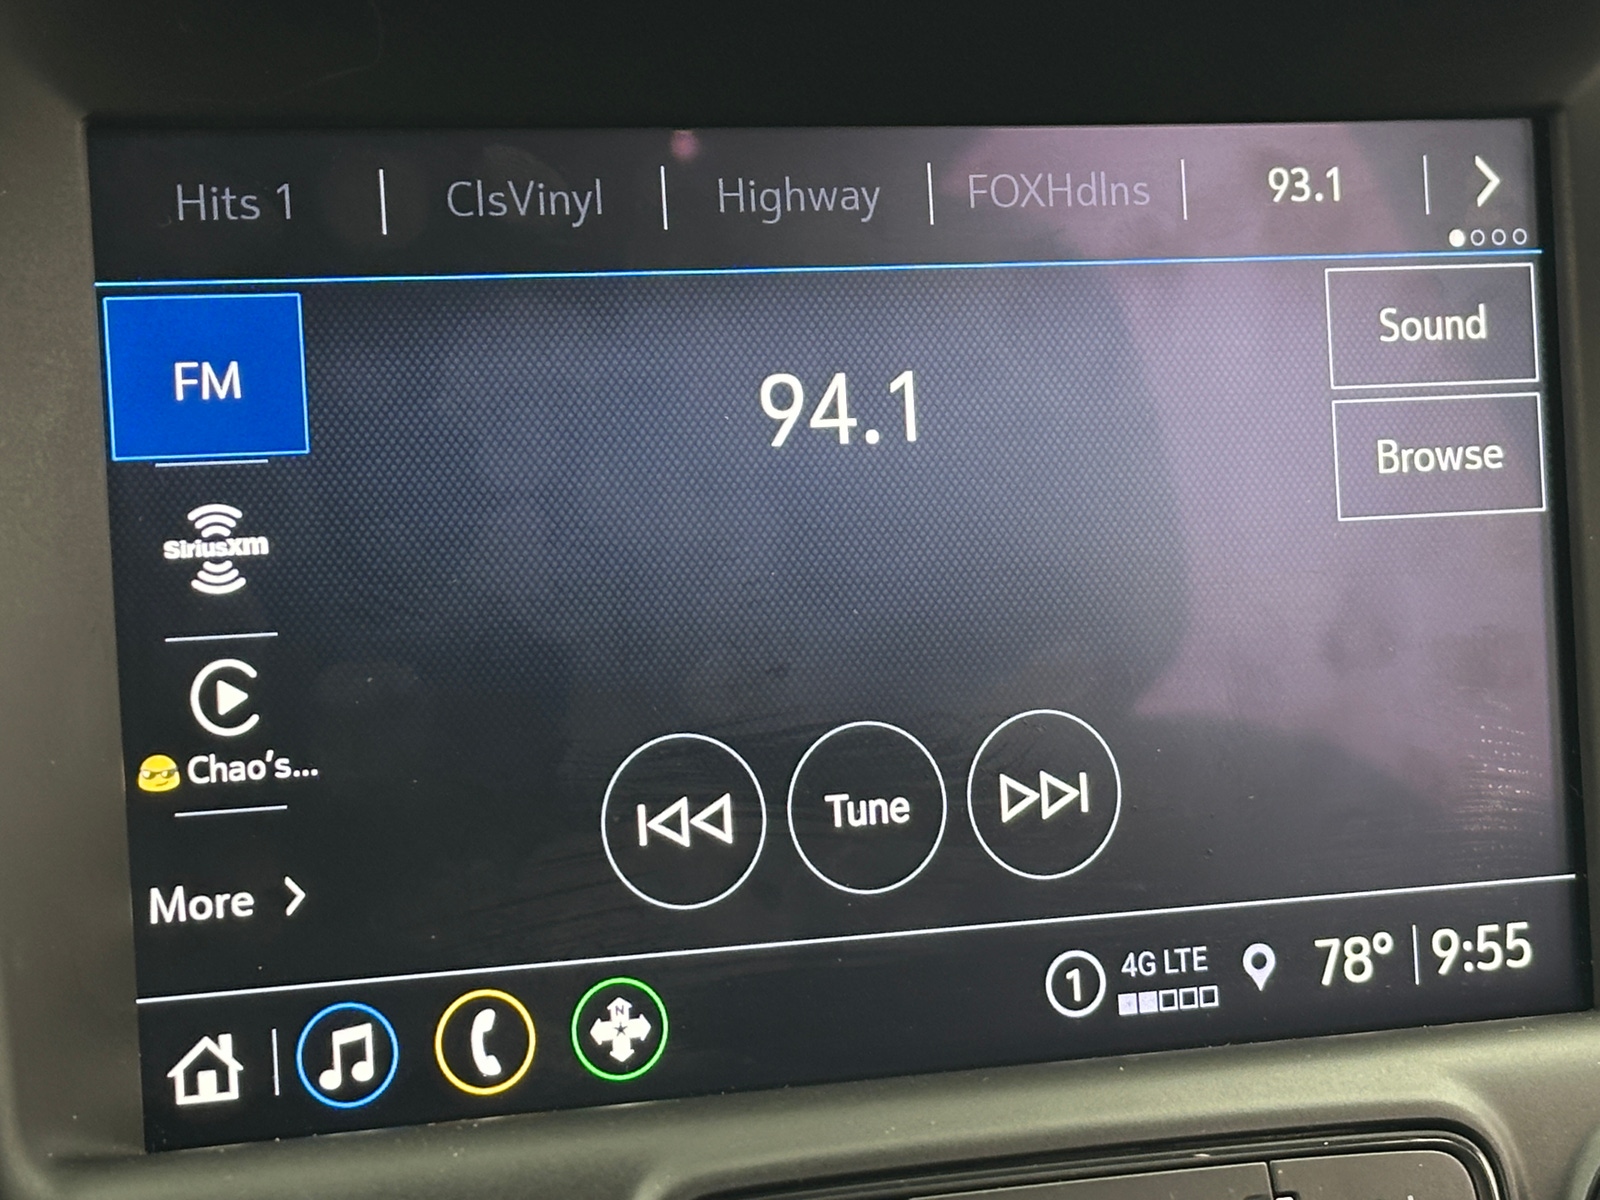 Hits 1 | ClsVinyl | Highway | FOXHdlns | 93.1
FM
94.1
Sound
Browse
SiriusXm
Chao's...
Tune
More
1 4G LTE 78° 9:55
N